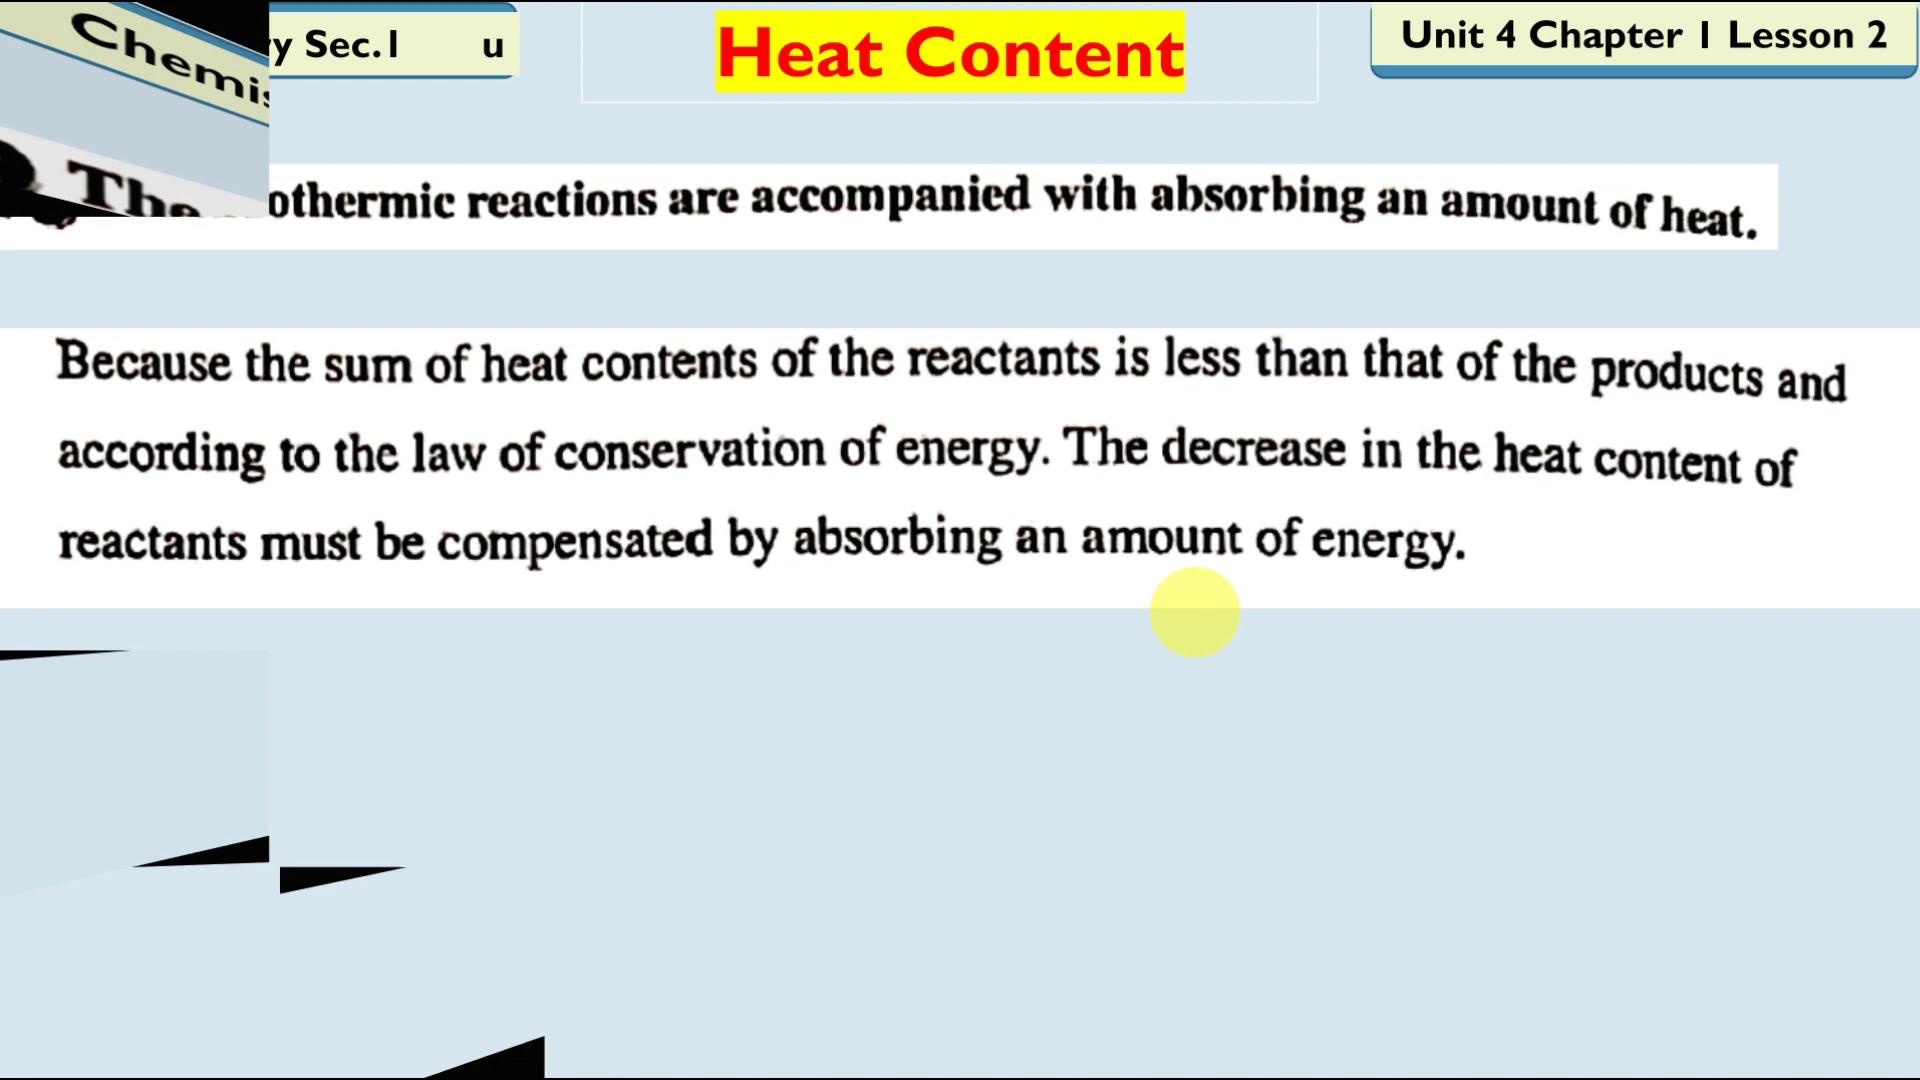 Chemis
y Sec.1 u
Heat Content
Unit 4 Chapter 1 Lesson 2
The othermic reactions are accompanied with absorbing an amount of heat.
Because the sum of heat contents of the reactants is less than that of the products and
according to the law of conservation of energy. The decrease in the heat content of
reactants must be compensated by absorbing an amount of energy.